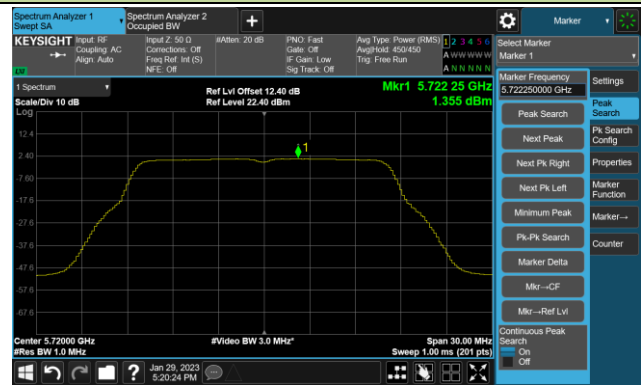 Spectrum Analyzer 1
Swept SA
Spectrum Analyzer 2
Occupied BW
Marker
KEYSIGHT
Input: RF
Coupling: AC
Align: Auto
Input Z: 50 Ω
Corrections: Off
Freq Ref: Int (S)
NFE: Off
#Atten: 20 dB
PNO: Fast
Gate: Off
IF Gain: Low
Sig Track: Off
Avg Type: Power (RMS)
Avg|Hold: 450/450
Trig: Free Run
1 2 3 4 5 6
A W W W W W
A N N N N N
LW
Select Marker
Marker 1
1 Spectrum
Scale/Div 10 dB
Log
Ref Lvl Offset 12.40 dB
Ref Level 22.40 dBm
Mkr1 5.722 25 GHz
1.355 dBm
12.4
2.40
-7.60
-17.6
-27.6
-37.6
-47.6
-57.6
-67.6
1
Center 5.72000 GHz
#Res BW 1.0 MHz
#Video BW 3.0 MHz*
Span 30.00 MHz
Sweep 1.00 ms (201 pts)
Marker Frequency
5.722250000 GHz
Peak Search
Next Peak
Next Pk Right
Next Pk Left
Minimum Peak
Pk-Pk Search
Marker Delta
Mkr→CF
Mkr→Ref Lvl
Continuous Peak
Search
On
Off
Settings
Peak
Search
Pk Search
Config
Properties
Marker
Function
Marker→
Counter
Jan 29, 2023
5:20:24 PM